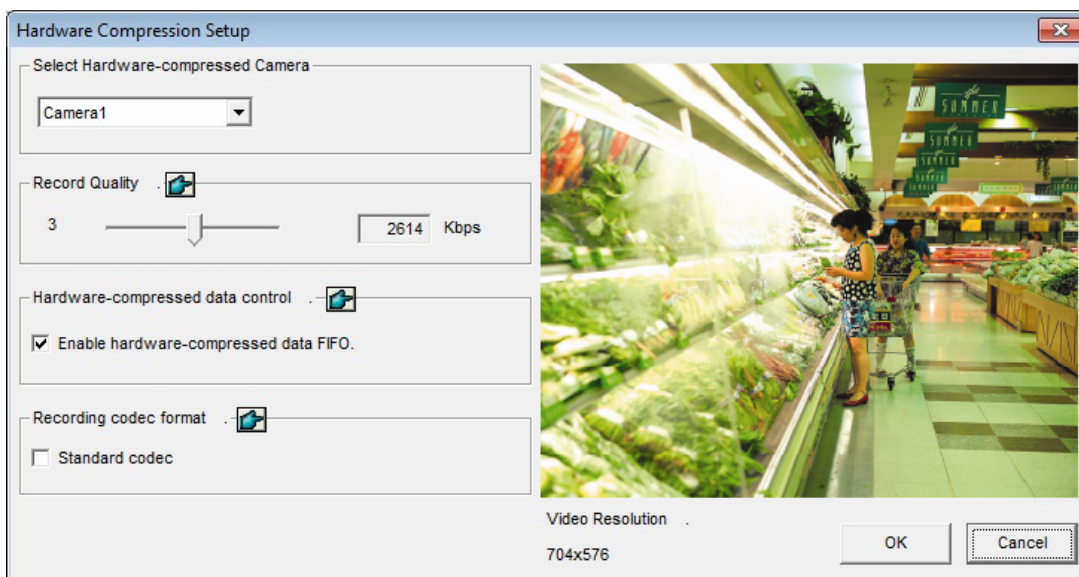 Hardware Compression Setup
Select Hardware-compressed Camera
Camera1
Record Quality .
3
2614 Kbps
Hardware-compressed data control .
Enable hardware-compressed data FIFO.
Recording codec format .
Standard codec
SUMMER
SUMMER
Video Resolution .
704x576
OK
Cancel